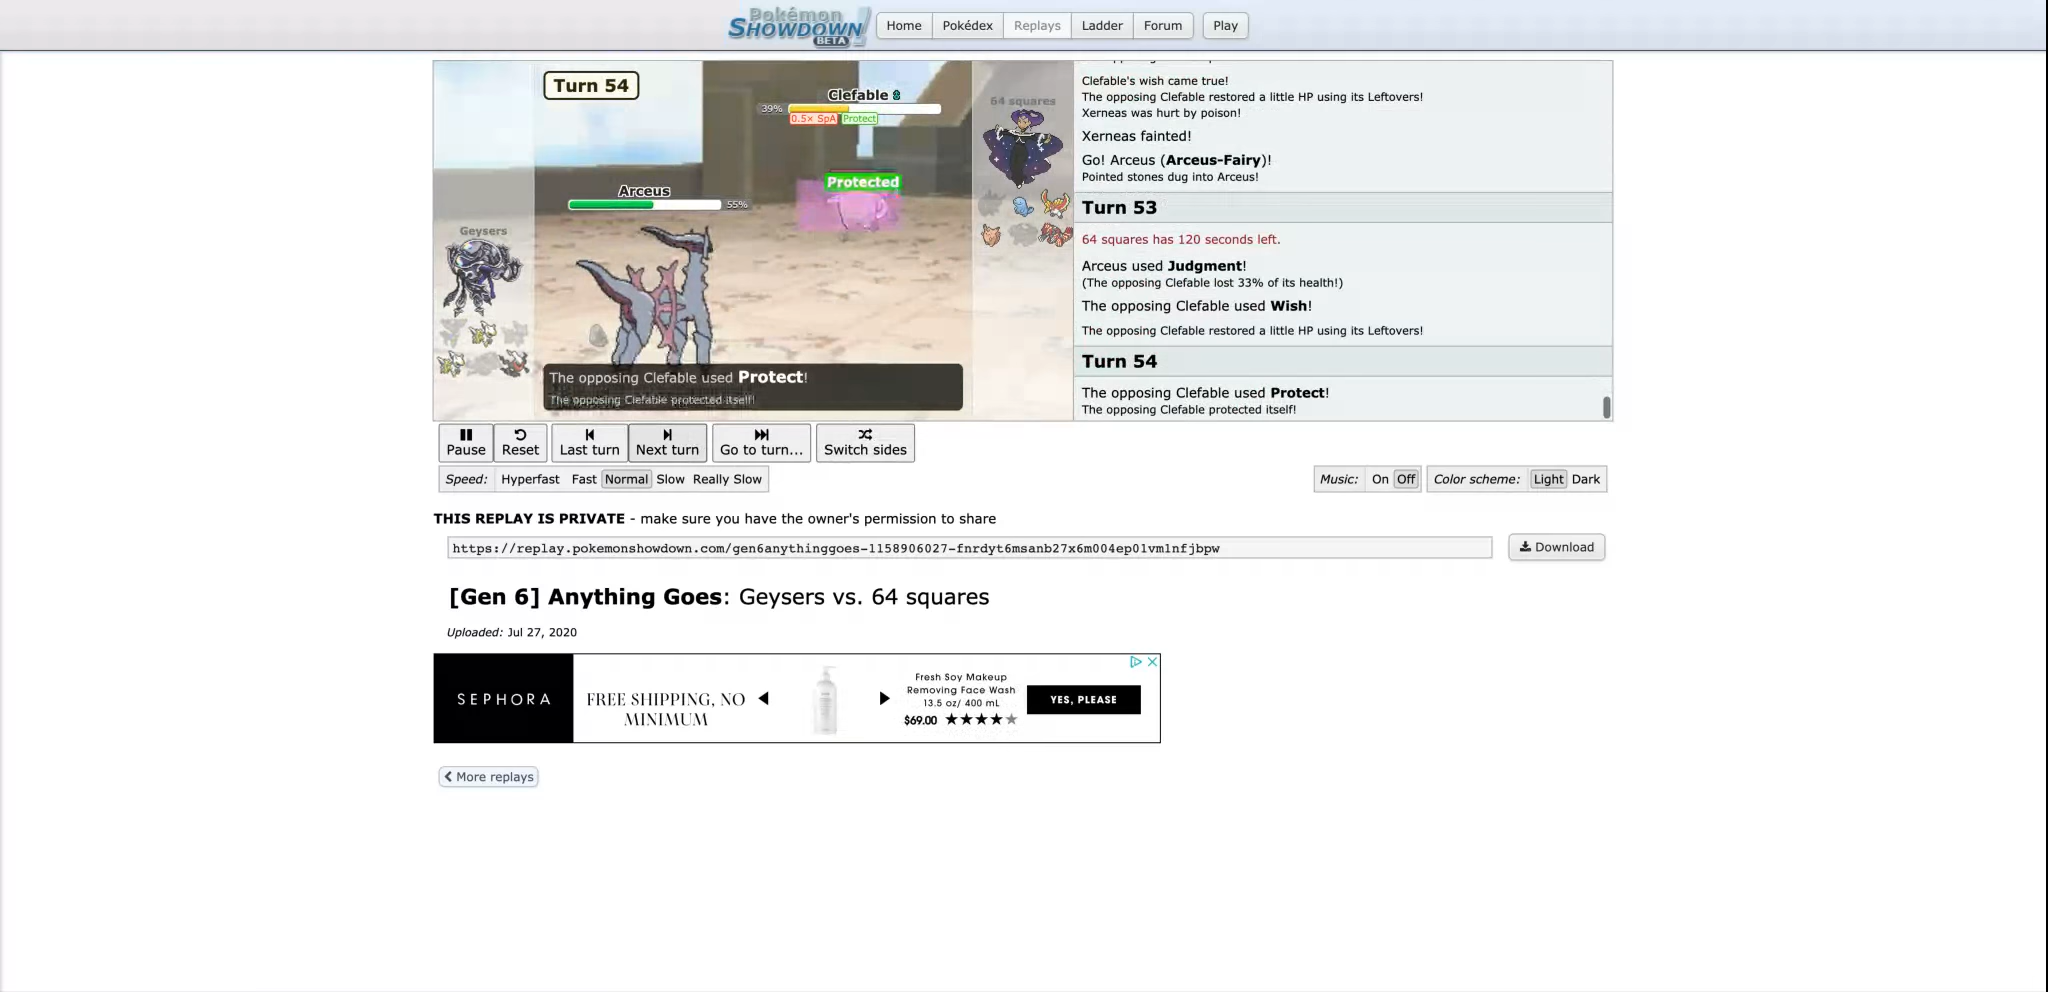 Pokémon
SHOWDOWN!
BETA
Home
Pokédex
Replays
Ladder
Forum
Play
Turn 54
Clefable
39%
0.5× SpA
Protect
Protected
Arceus
55%
Geysers
64 squares
The opposing Clefable used Protect!
The opposing Clefable protected itself!
Clefable's wish came true!
The opposing Clefable restored a little HP using its Leftovers!
Xerneas was hurt by poison!
Xerneas fainted!
Go! Arceus (Arceus-Fairy)!
Pointed stones dug into Arceus!
Turn 53
64 squares has 120 seconds left.
Arceus used Judgment!
(The opposing Clefable lost 33% of its health!)
The opposing Clefable used Wish!
The opposing Clefable restored a little HP using its Leftovers!
Turn 54
The opposing Clefable used Protect!
The opposing Clefable protected itself!
Pause
Reset
Last turn
Next turn
Go to turn...
Switch sides
Speed: Hyperfast Fast Normal Slow Really Slow
Music: On Off
Color scheme: Light Dark
THIS REPLAY IS PRIVATE - make sure you have the owner's permission to share
https://replay.pokemonshowdown.com/gen6anythinggoes-1158906027-fnrdyt6msanb27x6m004ep01vm1nfjbpw
Download
[Gen 6] Anything Goes: Geysers vs. 64 squares
Uploaded: Jul 27, 2020
SEPHORA
FREE SHIPPING, NO
MINIMUM
Fresh Soy Makeup
Removing Face Wash
13.5 oz/ 400 mL
$69.00
YES, PLEASE
More replays